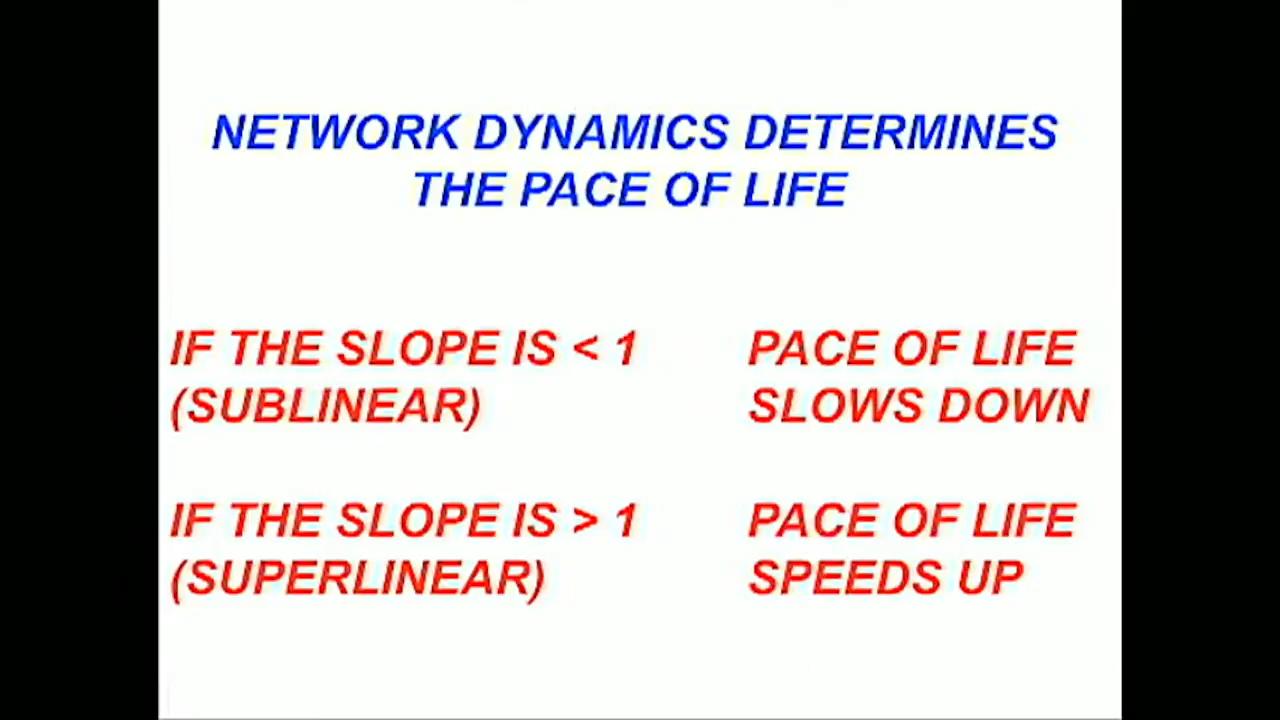 NETWORK DYNAMICS DETERMINES
THE PACE OF LIFE
IF THE SLOPE IS < 1 PACE OF LIFE
(SUBLINEAR) SLOWS DOWN
IF THE SLOPE IS > 1 PACE OF LIFE
(SUPERLINEAR) SPEEDS UP